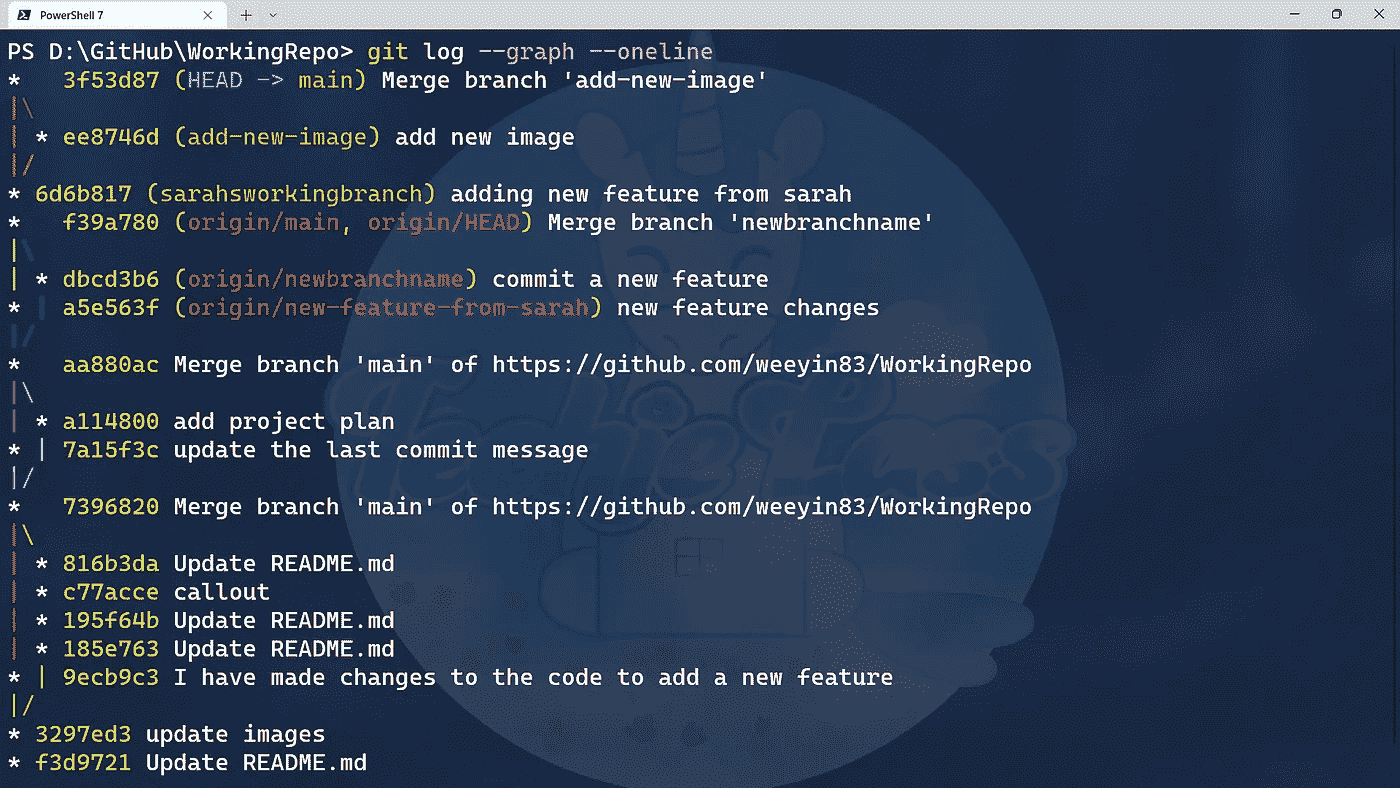 PowerShell 7
PS D:\GitHub\WorkingRepo> git log --graph --oneline
*   3f53d87 (HEAD -> main) Merge branch 'add-new-image'
|\
| * ee8746d (add-new-image) add new image
|/
* 6d6b817 (sarahsworkingbranch) adding new feature from sarah
*   f39a780 (origin/main, origin/HEAD) Merge branch 'newbranchname'
|\
| * dbcd3b6 (origin/newbranchname) commit a new feature
* | a5e563f (origin/new-feature-from-sarah) new feature changes
|/
*   aa880ac Merge branch 'main' of https://github.com/weeyin83/WorkingRepo
|\
| * a114800 add project plan
* | 7a15f3c update the last commit message
|/
*   7396820 Merge branch 'main' of https://github.com/weeyin83/WorkingRepo
|\
| * 816b3da Update README.md
| * c77acce callout
| * 195f64b Update README.md
| * 185e763 Update README.md
* | 9ecb9c3 I have made changes to the code to add a new feature
|/
* 3297ed3 update images
* f3d9721 Update README.md
Techie Lass